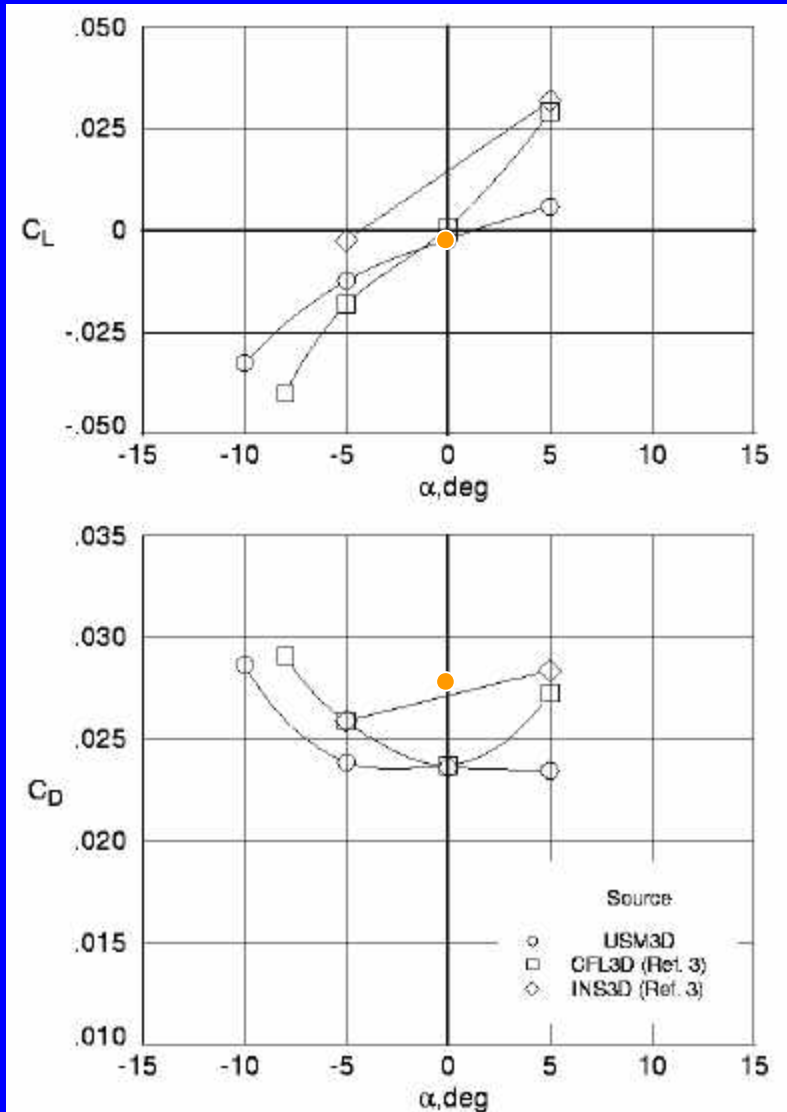 .050
.025
C_L
0
-.025
-.050
-15 -10 -5 0 5 10 15
α,deg
.035
.030
.025
C_D
.020
.015
.010
Source
USM3D
CFL3D (Ref. 3)
INS3D (Ref. 3)
-15 -10 -5 0 5 10 15
α,deg